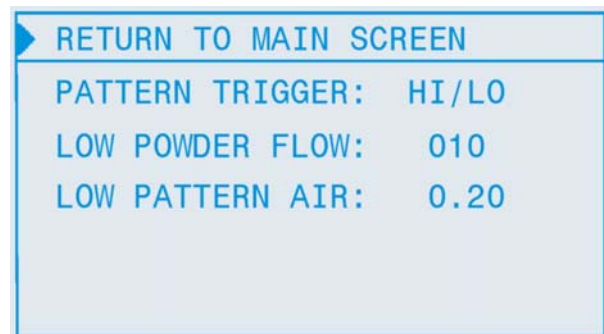 RETURN TO MAIN SCREEN
PATTERN TRIGGER: HI/LO
LOW POWDER FLOW: 010
LOW PATTERN AIR: 0.20